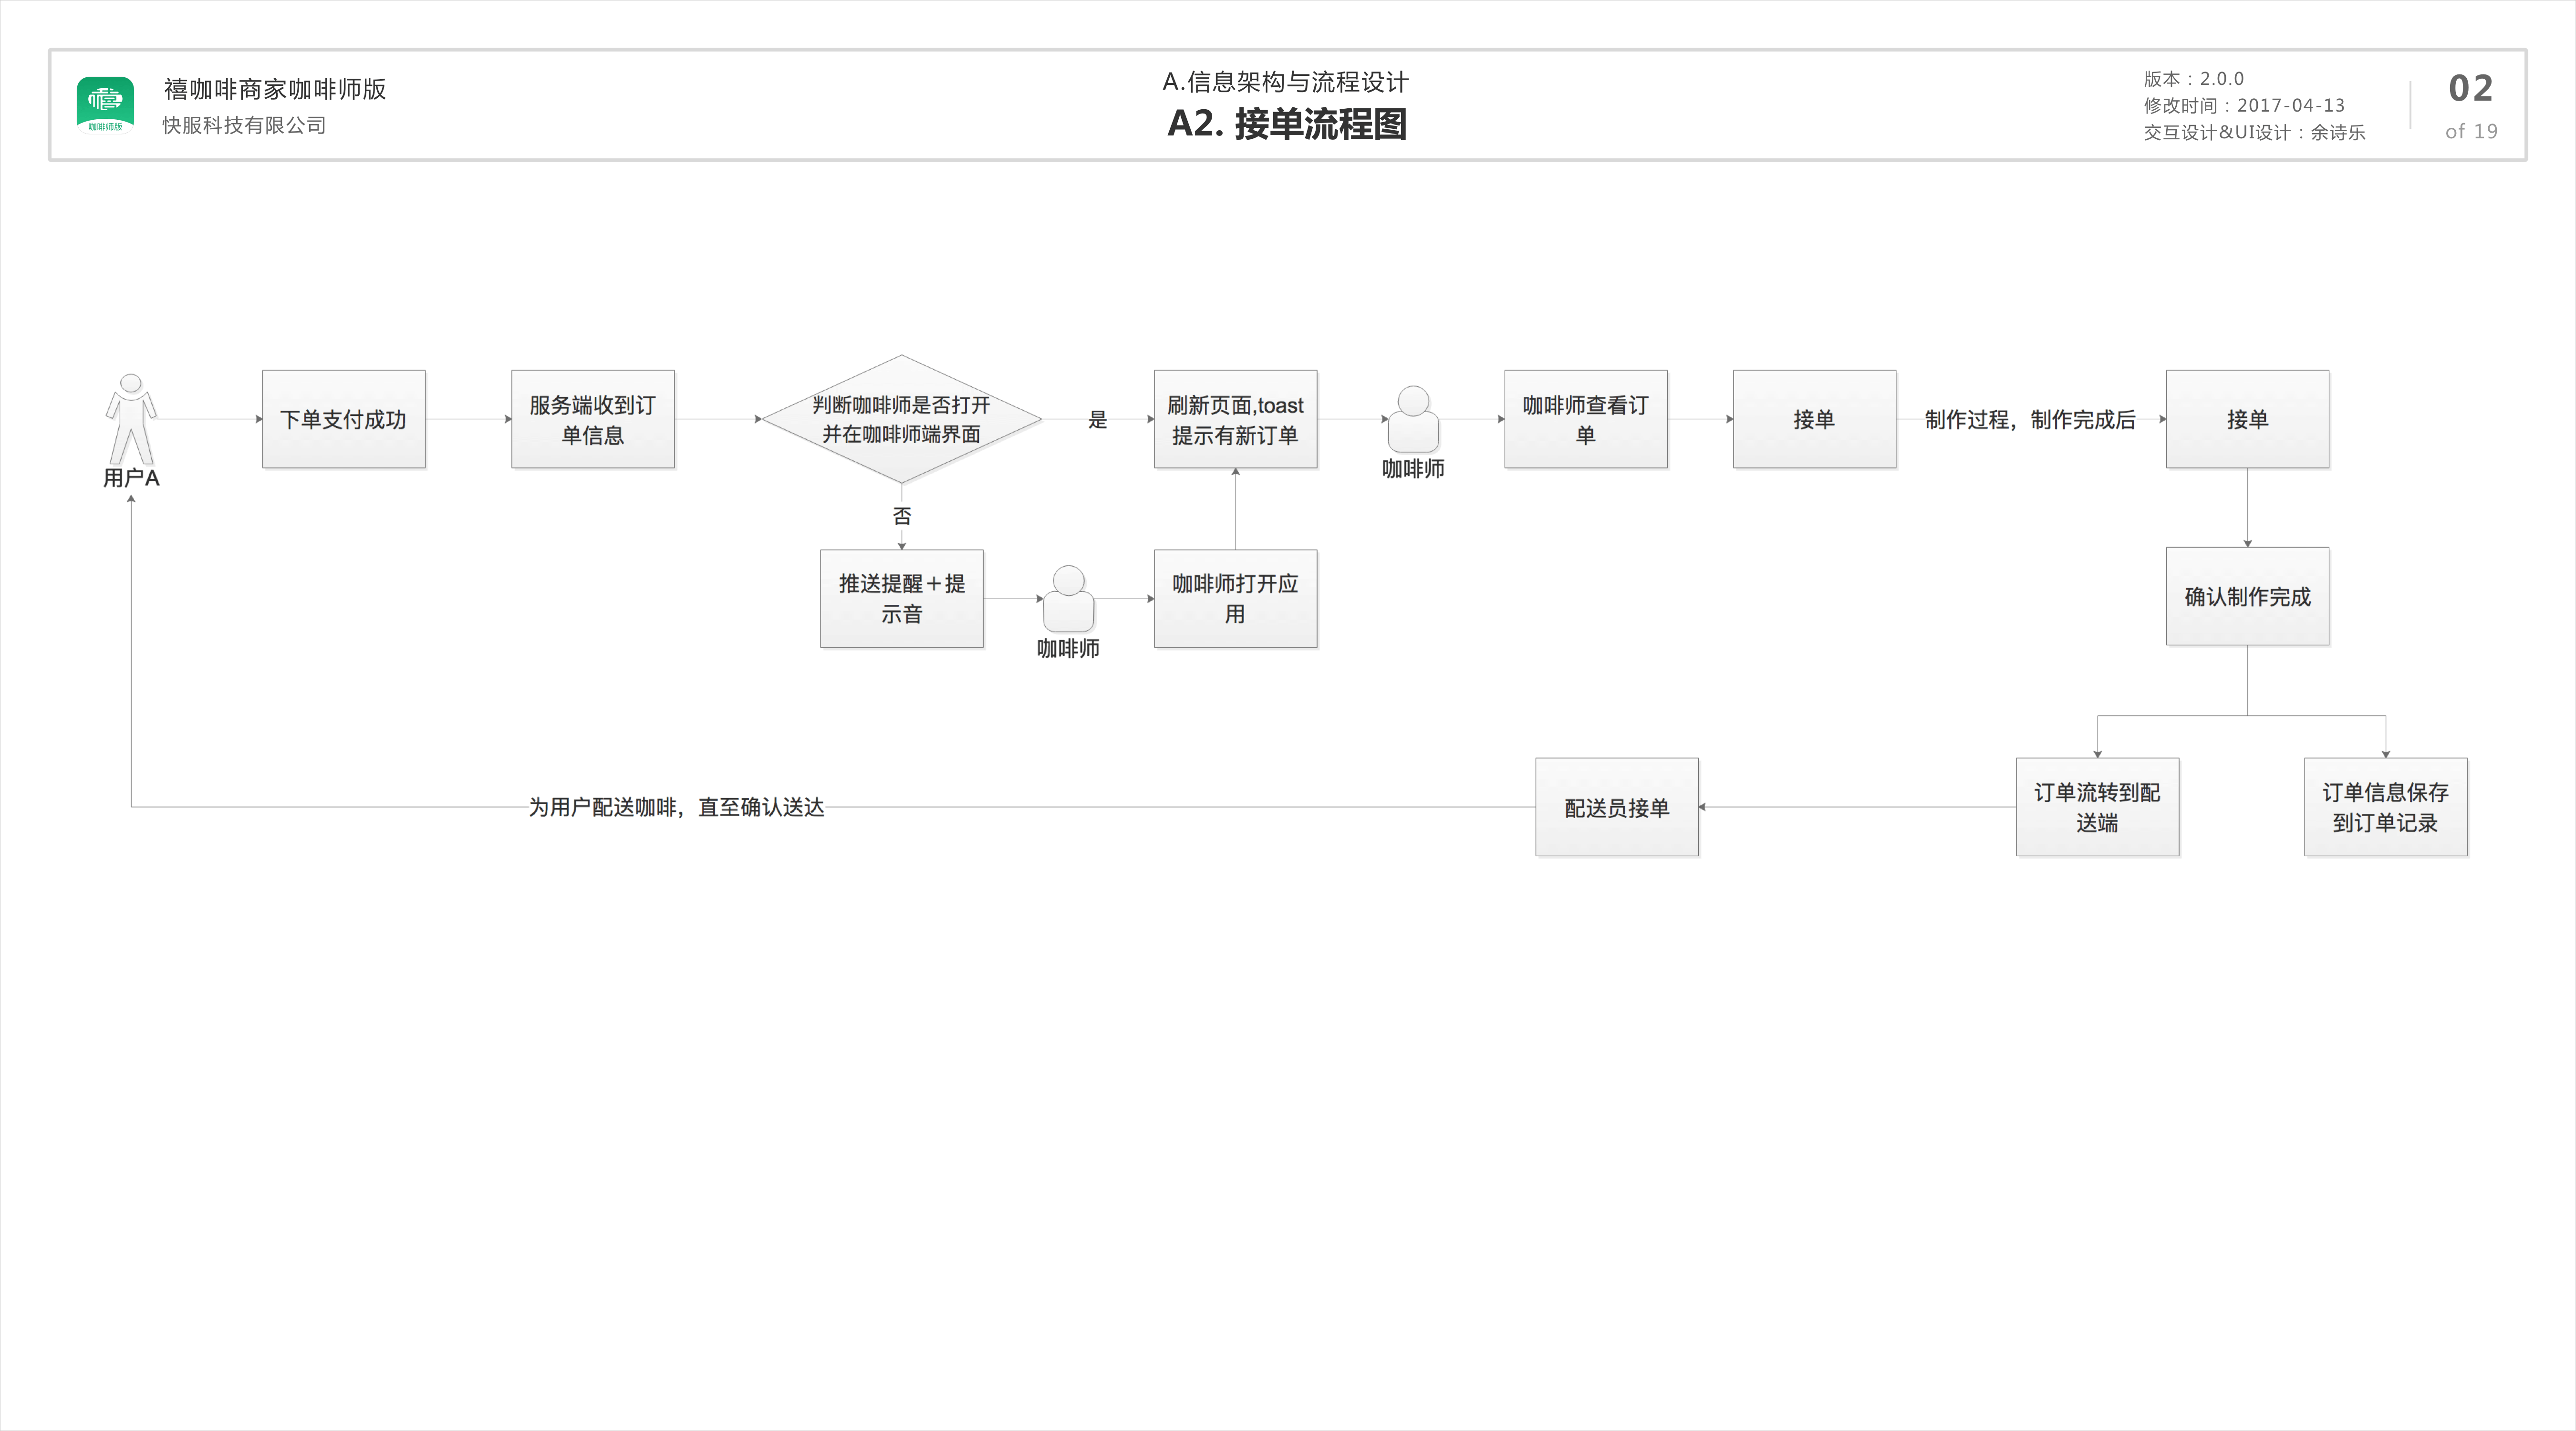 禧咖啡商家咖啡师版
快服科技有限公司
咖啡师版
A.信息架构与流程设计
A2. 接单流程图
版本：2.0.0
修改时间：2017-04-13
交互设计&UI设计：余诗乐
02
of 19
用户A
下单支付成功
服务端收到订
单信息
判断咖啡师是否打开
并在咖啡师端界面
是
刷新页面,toast
提示有新订单
咖啡师
咖啡师查看订
单
接单
制作过程，制作完成后
接单
否
推送提醒＋提
示音
咖啡师
咖啡师打开应
用
确认制作完成
为用户配送咖啡，直至确认送达
配送员接单
订单流转到配
送端
订单信息保存
到订单记录